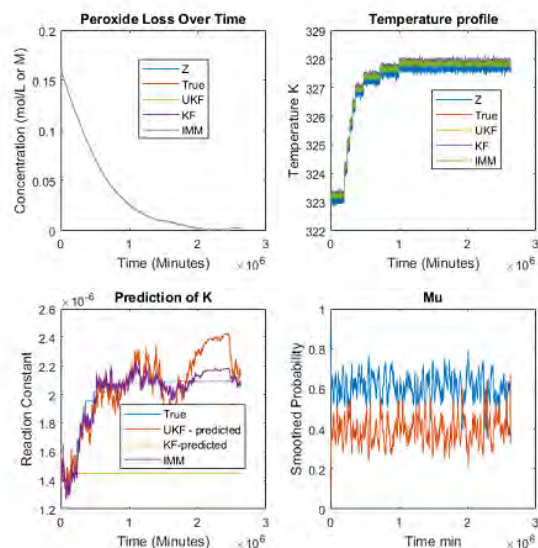 Peroxide Loss Over Time
Concentration (mol/L or M)
0.2
0.15
0.1
0.05
0
Z
True
UKF
KF
IMM
0 1 2 3
Time (Minutes) ×10^6
Temperature profile
Temperature K
329
328
327
326
325
324
323
322
Z
True
UKF
KF
IMM
0 1 2 3
Time (Minutes) ×10^6
×10^-6 Prediction of K
Reaction Constant
2.6
2.4
2.2
2
1.8
1.6
1.4
1.2
True
UKF - predicted
KF-predicted
IMM
0 1 2 3
Time (Minutes) ×10^6
Mu
Smoothed Probability
1
0.8
0.6
0.4
0.2
0
0 1 2 3
Time min ×10^6